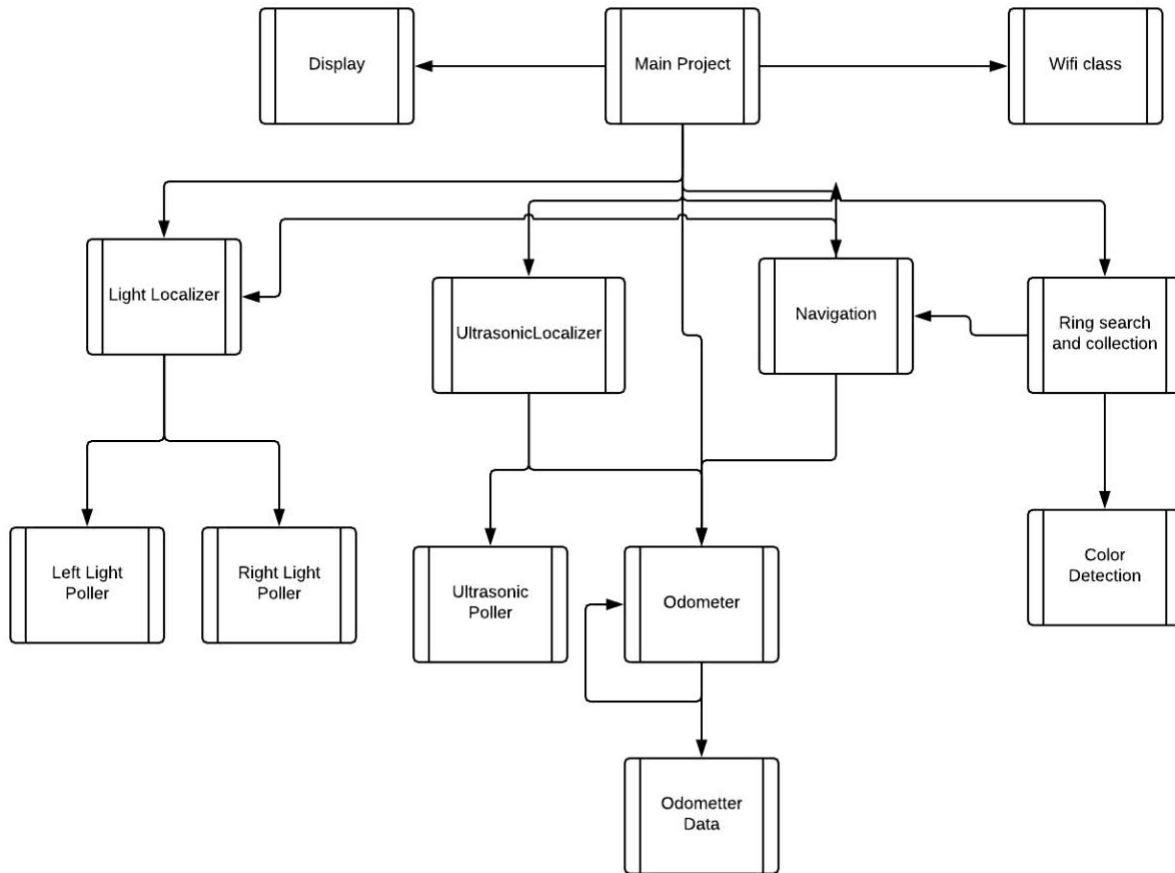 Display
Main Project
Wifi class
Light Localizer
UltrasonicLocalizer
Navigation
Ring search
and collection
Left Light
Poller
Right Light
Poller
Ultrasonic
Poller
Odometer
Color
Detection
Odometter
Data